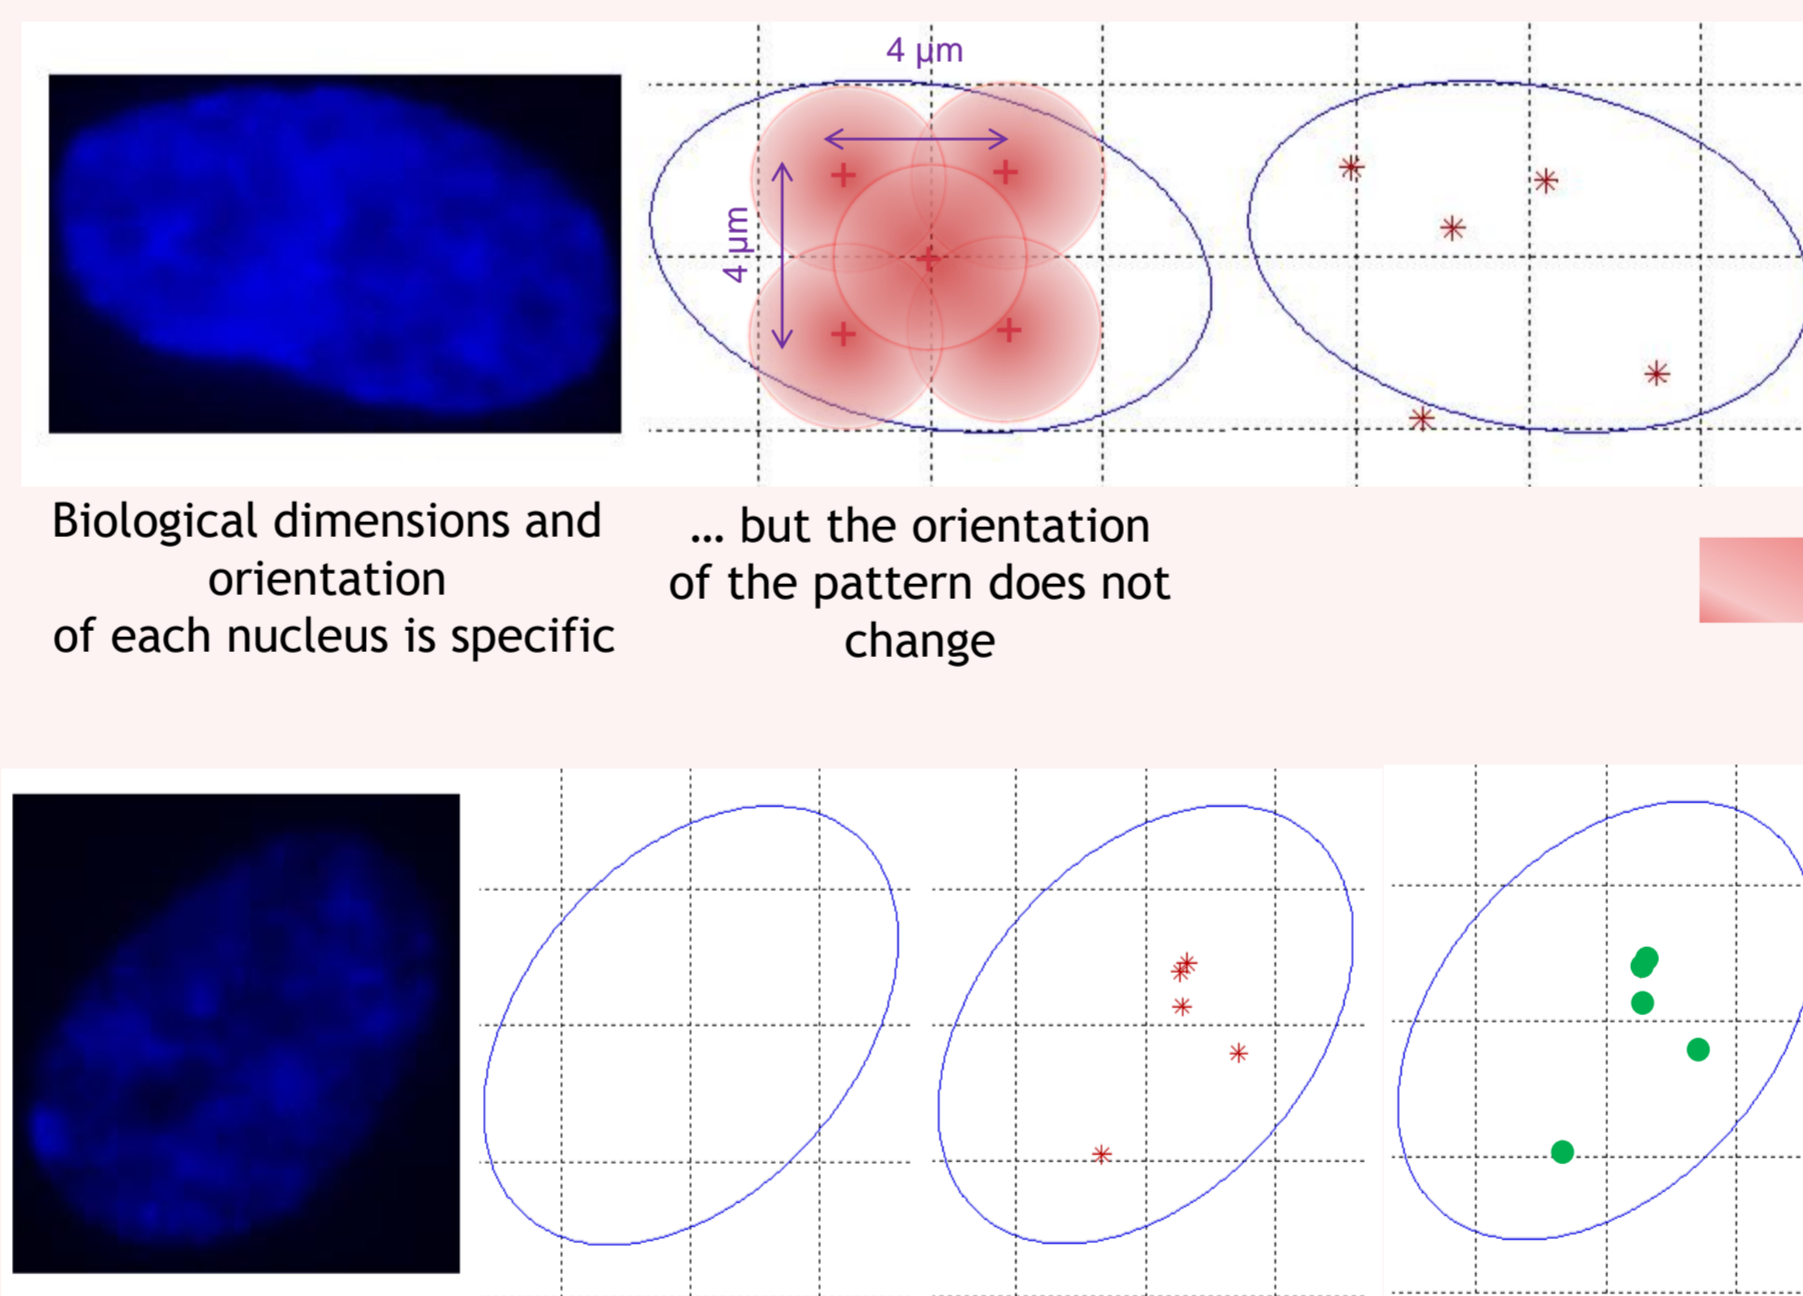 4 µm
4 µm
Biological dimensions and
orientation
of each nucleus is specific
... but the orientation
of the pattern does not
change